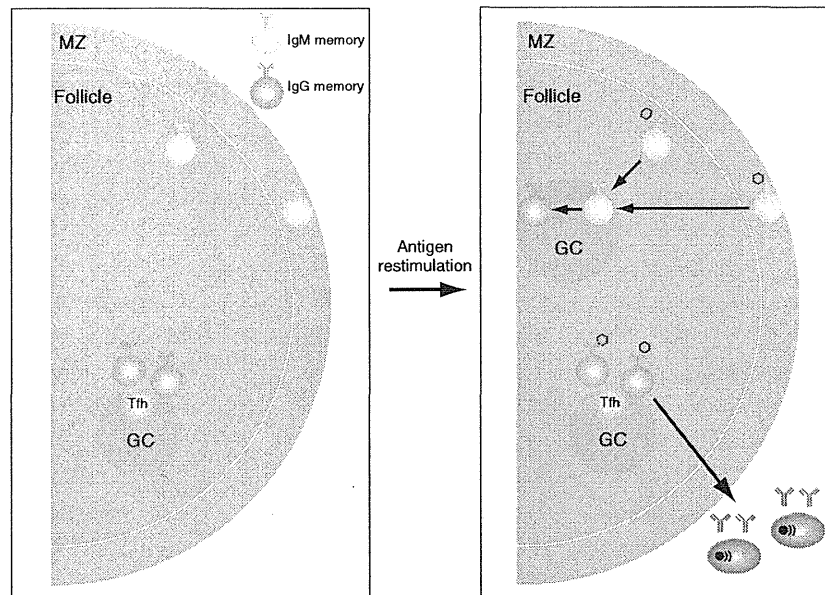 MZ
IgM memory
Follicle
IgG memory
Tfh
GC
Antigen
restimulation
MZ
Follicle
GC
Tfh
GC